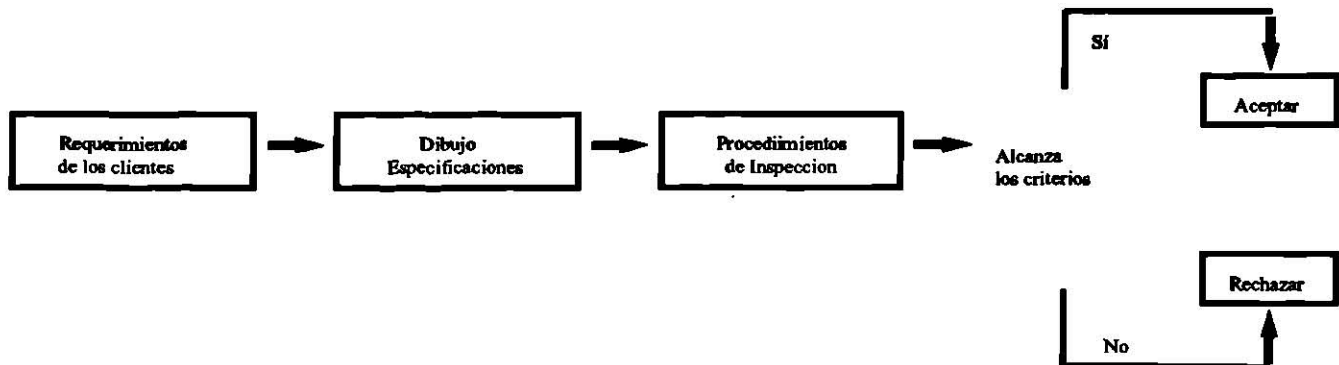 Requerimientos
de los clientes
Dibujo
Especificaciones
Procediimientos
de Inspeccion
Alcanza
los criterios
Sí
Aceptar
Rechazar
No